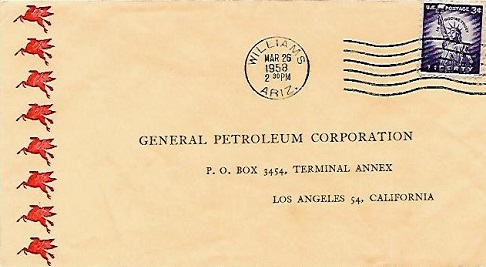 U.S. POSTAGE 3¢
WILLIAMS
MAR 26
1958
2 30 PM
ARIZ.
GENERAL PETROLEUM CORPORATION
P. O. BOX 3454, TERMINAL ANNEX
LOS ANGELES 54, CALIFORNIA